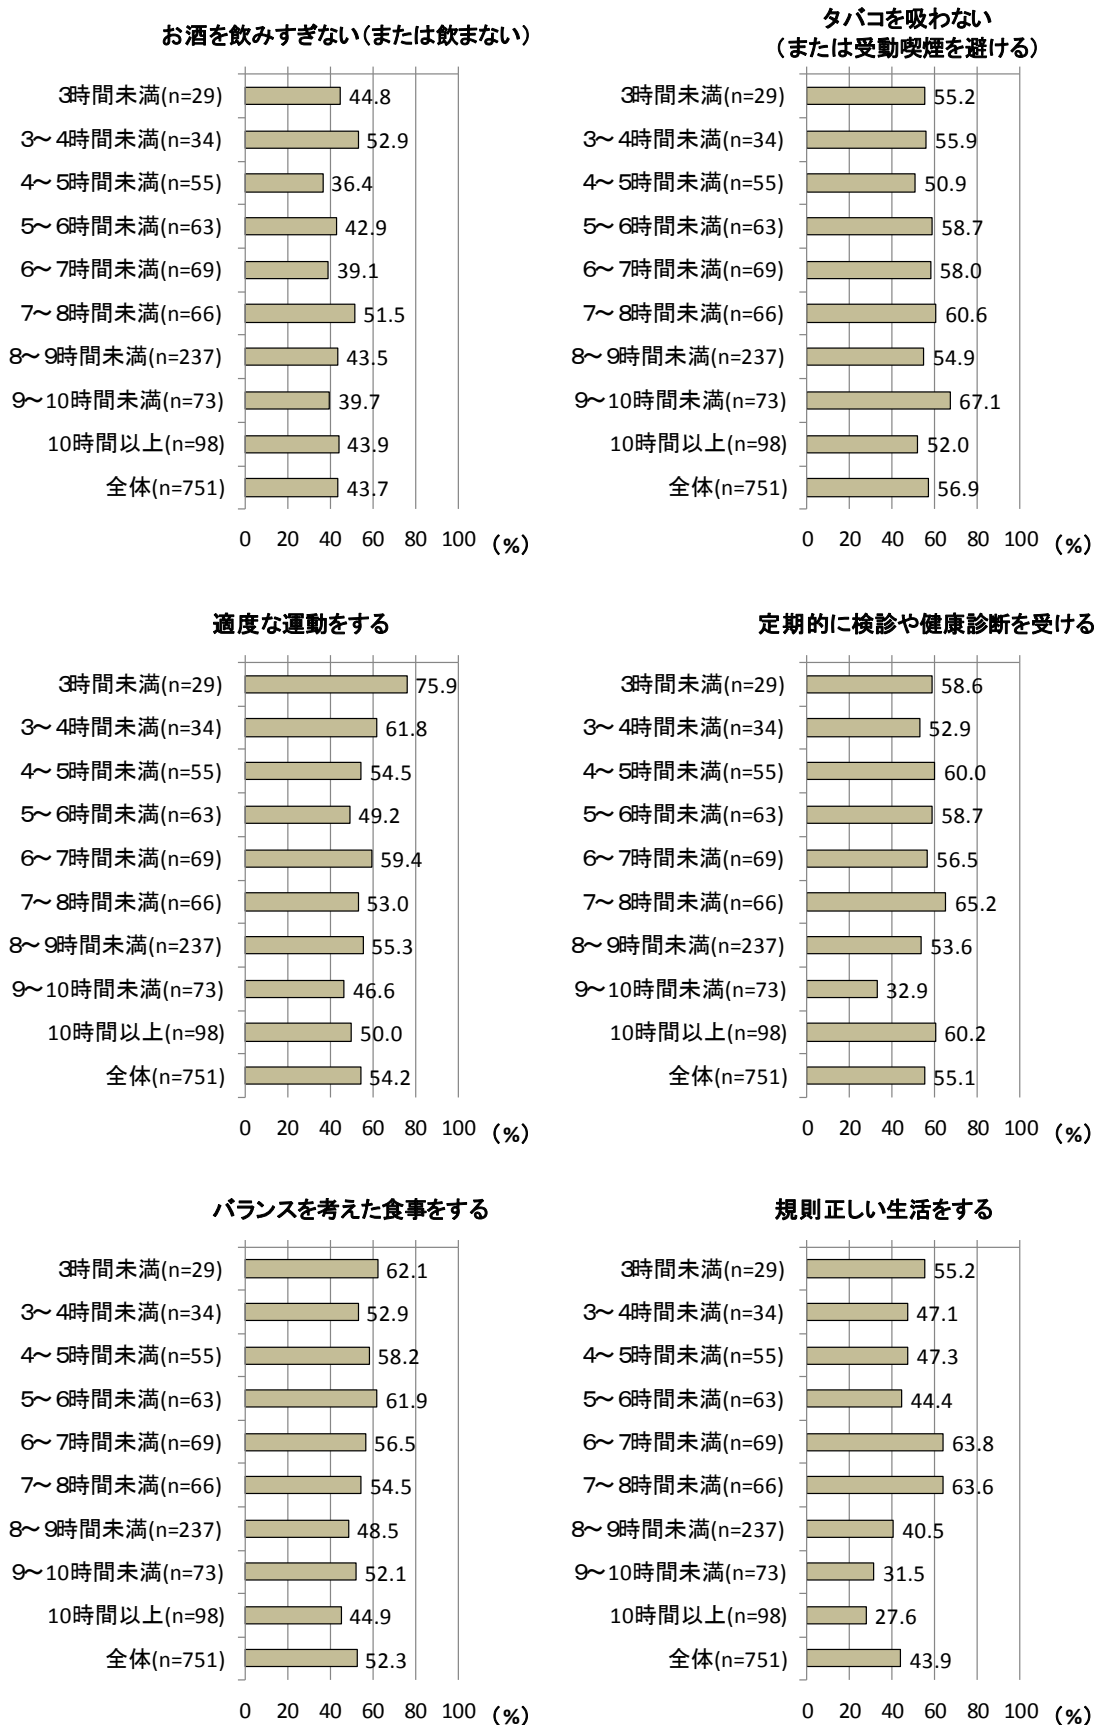 お酒を飲みすぎない(または飲まない)
3時間未満(n=29) 44.8
3～4時間未満(n=34) 52.9
4～5時間未満(n=55) 36.4
5～6時間未満(n=63) 42.9
6～7時間未満(n=69) 39.1
7～8時間未満(n=66) 51.5
8～9時間未満(n=237) 43.5
9～10時間未満(n=73) 39.7
10時間以上(n=98) 43.9
全体(n=751) 43.7
0 20 40 60 80 100 (%)
タバコを吸わない
(または受動喫煙を避ける)
3時間未満(n=29) 55.2
3～4時間未満(n=34) 55.9
4～5時間未満(n=55) 50.9
5～6時間未満(n=63) 58.7
6～7時間未満(n=69) 58.0
7～8時間未満(n=66) 60.6
8～9時間未満(n=237) 54.9
9～10時間未満(n=73) 67.1
10時間以上(n=98) 52.0
全体(n=751) 56.9
0 20 40 60 80 100 (%)
適度な運動をする
3時間未満(n=29) 75.9
3～4時間未満(n=34) 61.8
4～5時間未満(n=55) 54.5
5～6時間未満(n=63) 49.2
6～7時間未満(n=69) 59.4
7～8時間未満(n=66) 53.0
8～9時間未満(n=237) 55.3
9～10時間未満(n=73) 46.6
10時間以上(n=98) 50.0
全体(n=751) 54.2
0 20 40 60 80 100 (%)
定期的に検診や健康診断を受ける
3時間未満(n=29) 58.6
3～4時間未満(n=34) 52.9
4～5時間未満(n=55) 60.0
5～6時間未満(n=63) 58.7
6～7時間未満(n=69) 56.5
7～8時間未満(n=66) 65.2
8～9時間未満(n=237) 53.6
9～10時間未満(n=73) 32.9
10時間以上(n=98) 60.2
全体(n=751) 55.1
0 20 40 60 80 100 (%)
バランスを考えた食事をする
3時間未満(n=29) 62.1
3～4時間未満(n=34) 52.9
4～5時間未満(n=55) 58.2
5～6時間未満(n=63) 61.9
6～7時間未満(n=69) 56.5
7～8時間未満(n=66) 54.5
8～9時間未満(n=237) 48.5
9～10時間未満(n=73) 52.1
10時間以上(n=98) 44.9
全体(n=751) 52.3
0 20 40 60 80 100 (%)
規則正しい生活をする
3時間未満(n=29) 55.2
3～4時間未満(n=34) 47.1
4～5時間未満(n=55) 47.3
5～6時間未満(n=63) 44.4
6～7時間未満(n=69) 63.8
7～8時間未満(n=66) 63.6
8～9時間未満(n=237) 40.5
9～10時間未満(n=73) 31.5
10時間以上(n=98) 27.6
全体(n=751) 43.9
0 20 40 60 80 100 (%)